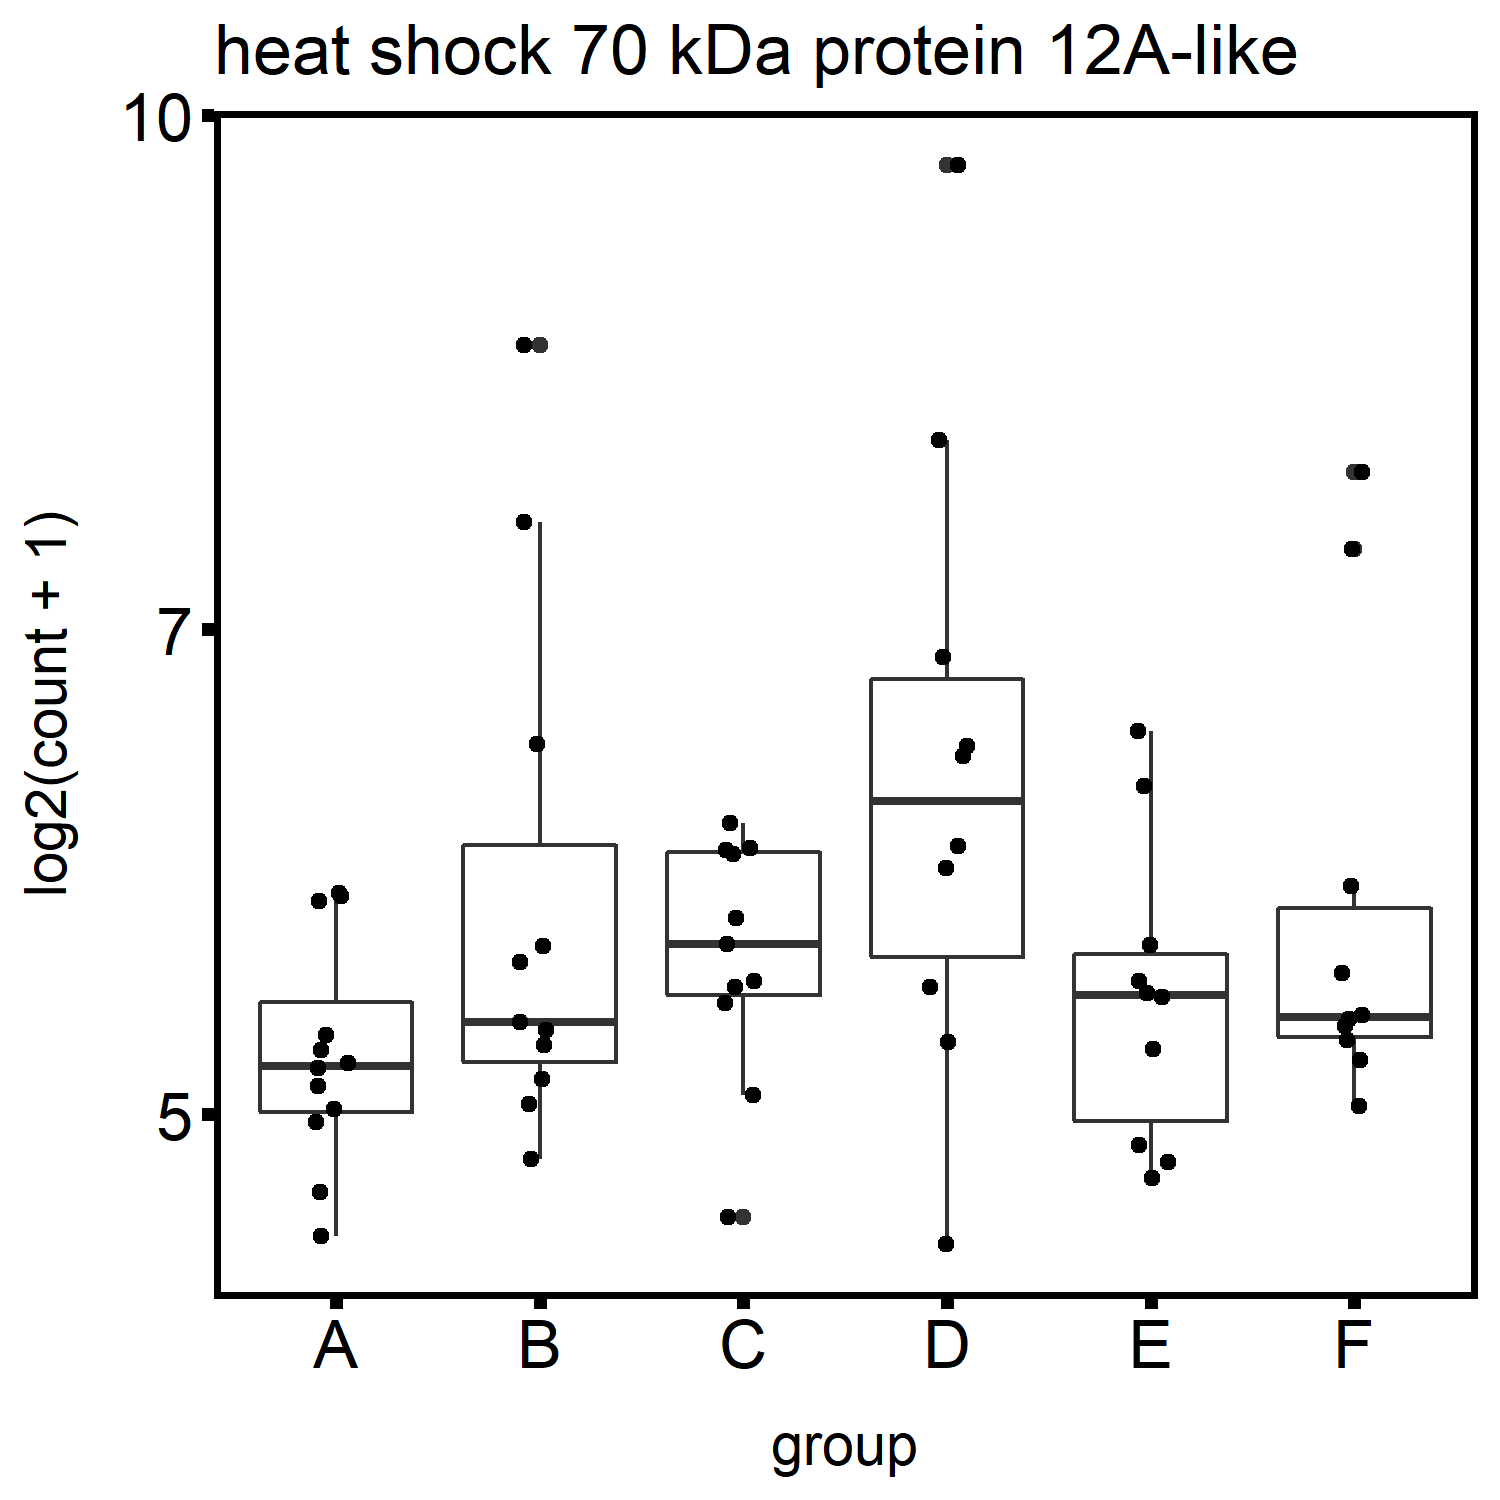 heat shock 70 kDa protein 12A-like
10
7
5
log2(count + 1)
A B C D E F
group